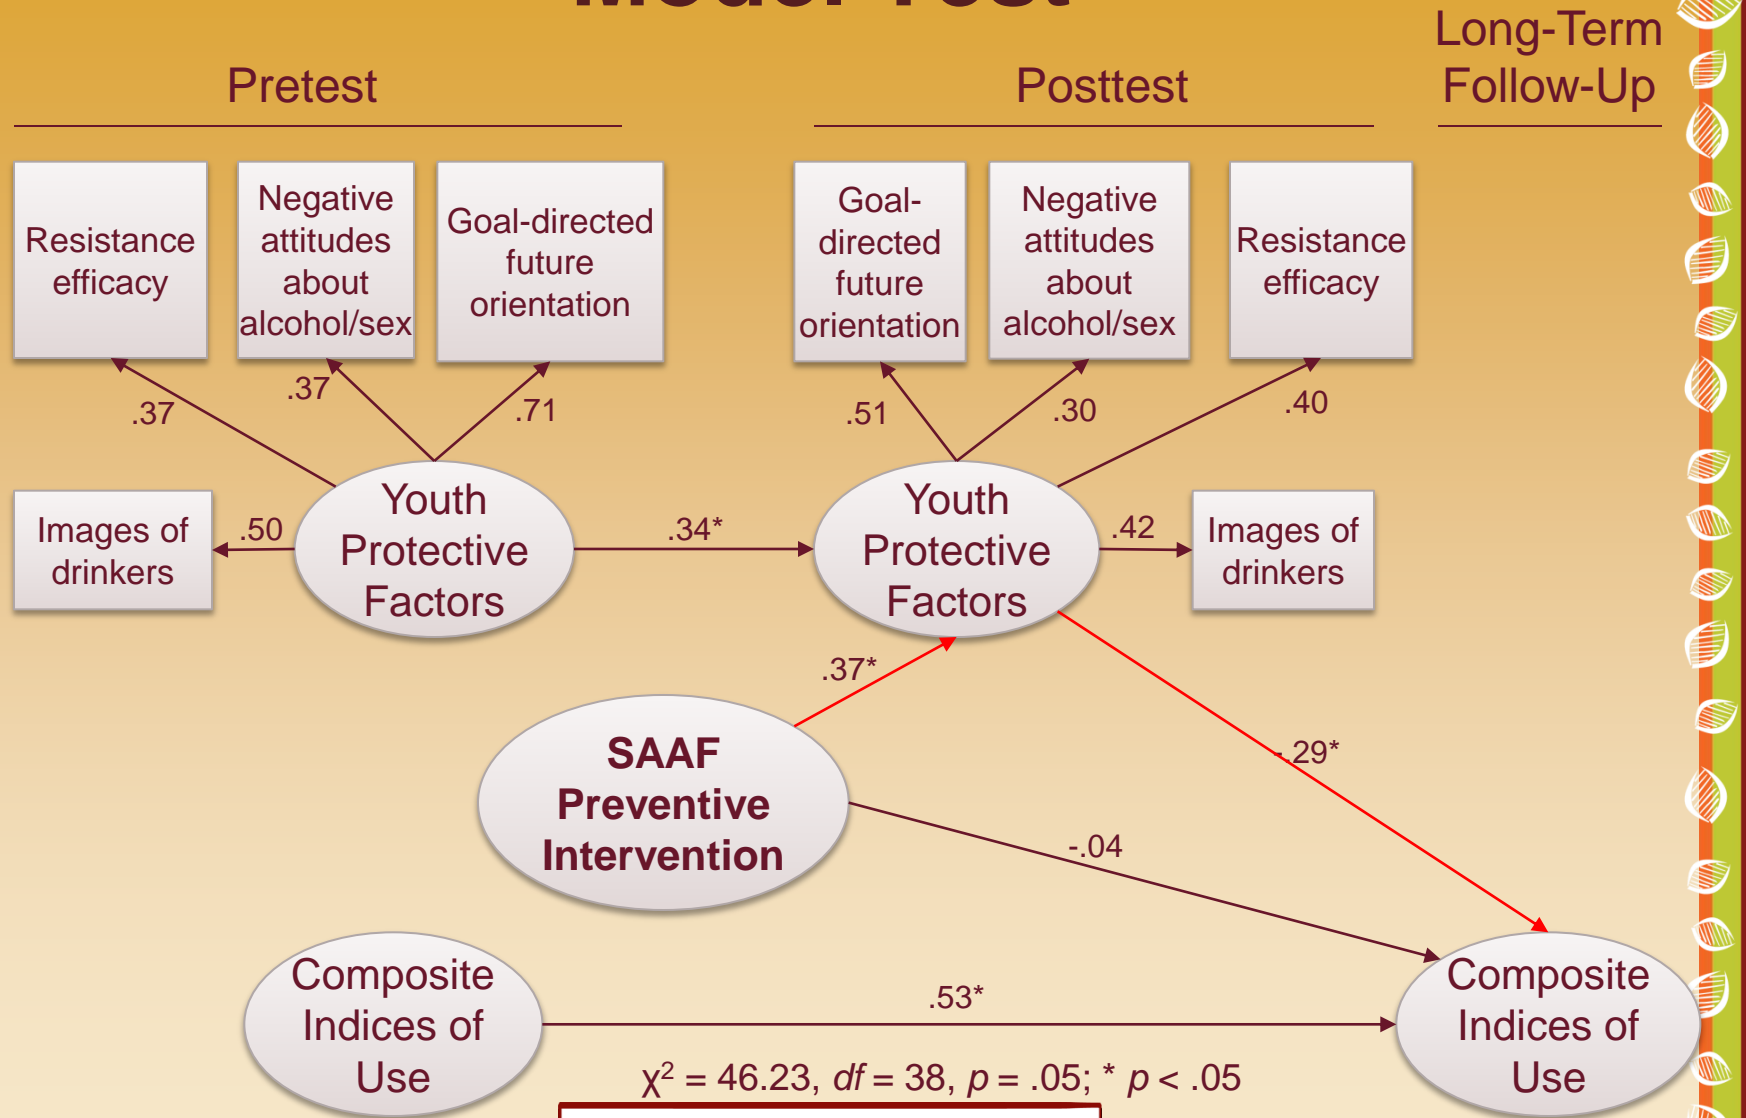 Model Test
Pretest
Posttest
Long-Term
Follow-Up
Resistance
efficacy
Negative
attitudes
about
alcohol/sex
Goal-directed
future
orientation
Goal-
directed
future
orientation
Negative
attitudes
about
alcohol/sex
Resistance
efficacy
.37
.37
.71
.51
.30
.40
Images of
drinkers
.50
Youth
Protective
Factors
.34*
Youth
Protective
Factors
.42
Images of
drinkers
.37*
-.29*
SAAF
Preventive
Intervention
-.04
Composite
Indices of
Use
.53*
Composite
Indices of
Use
χ² = 46.23, df = 38, p = .05; * p < .05